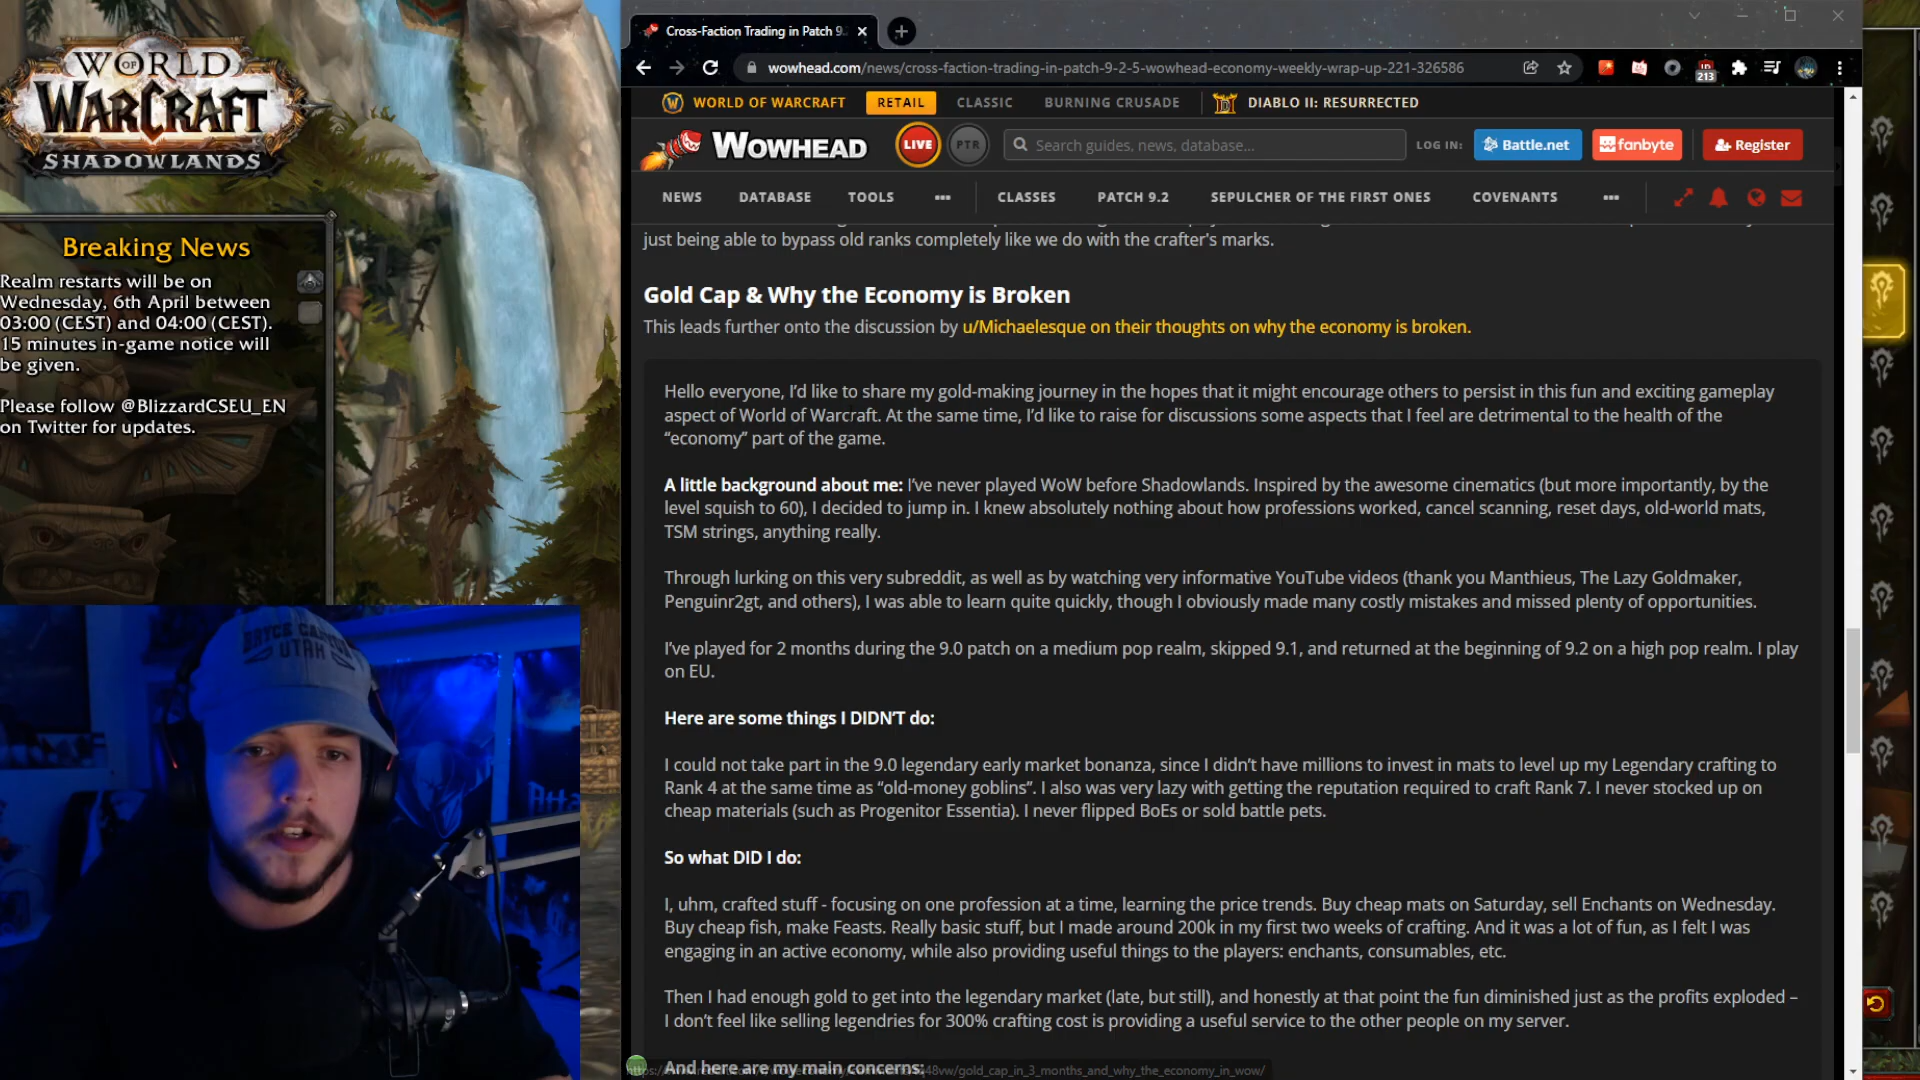 WORLD OF WARCRAFT
SHADOWLANDS
Breaking News
Realm restarts will be on
Wednesday, 6th April between
03:00 (CEST) and 04:00 (CEST).
15 minutes in-game notice will
be given.
Please follow @BlizzardCSEU_EN
on Twitter for updates.
BRYCE CANYON
UTAH
Cross-Faction Trading in Patch 9.
wowhead.com/news/cross-faction-trading-in-patch-9-2-5-wowhead-economy-weekly-wrap-up-221-326586
213
WORLD OF WARCRAFT RETAIL CLASSIC BURNING CRUSADE DIABLO II: RESURRECTED
WOWHEAD LIVE PTR Search guides, news, database... LOG IN: Battle.net fanbyte Register
NEWS DATABASE TOOLS ••• CLASSES PATCH 9.2 SEPULCHER OF THE FIRST ONES COVENANTS •••
just being able to bypass old ranks completely like we do with the crafter's marks.
Gold Cap & Why the Economy is Broken
This leads further onto the discussion by u/Michaelesque on their thoughts on why the economy is broken.
Hello everyone, I'd like to share my gold-making journey in the hopes that it might encourage others to persist in this fun and exciting gameplay
aspect of World of Warcraft. At the same time, I'd like to raise for discussions some aspects that I feel are detrimental to the health of the
“economy” part of the game.
A little background about me: I've never played WoW before Shadowlands. Inspired by the awesome cinematics (but more importantly, by the
level squish to 60), I decided to jump in. I knew absolutely nothing about how professions worked, cancel scanning, reset days, old-world mats,
TSM strings, anything really.
Through lurking on this very subreddit, as well as by watching very informative YouTube videos (thank you Manthieus, The Lazy Goldmaker,
Penguinr2gt, and others), I was able to learn quite quickly, though I obviously made many costly mistakes and missed plenty of opportunities.
I've played for 2 months during the 9.0 patch on a medium pop realm, skipped 9.1, and returned at the beginning of 9.2 on a high pop realm. I play
on EU.
Here are some things I DIDN'T do:
I could not take part in the 9.0 legendary early market bonanza, since I didn't have millions to invest in mats to level up my Legendary crafting to
Rank 4 at the same time as “old-money goblins”. I also was very lazy with getting the reputation required to craft Rank 7. I never stocked up on
cheap materials (such as Progenitor Essentia). I never flipped BoEs or sold battle pets.
So what DID I do:
I, uhm, crafted stuff - focusing on one profession at a time, learning the price trends. Buy cheap mats on Saturday, sell Enchants on Wednesday.
Buy cheap fish, make Feasts. Really basic stuff, but I made around 200k in my first two weeks of crafting. And it was a lot of fun, as I felt I was
engaging in an active economy, while also providing useful things to the players: enchants, consumables, etc.
Then I had enough gold to get into the legendary market (late, but still), and honestly at that point the fun diminished just as the profits exploded –
I don't feel like selling legendries for 300% crafting cost is providing a useful service to the other people on my server.
And here are my main concerns:
48vw/gold_cap_in_3_months_and_why_the_economy_in_wow/